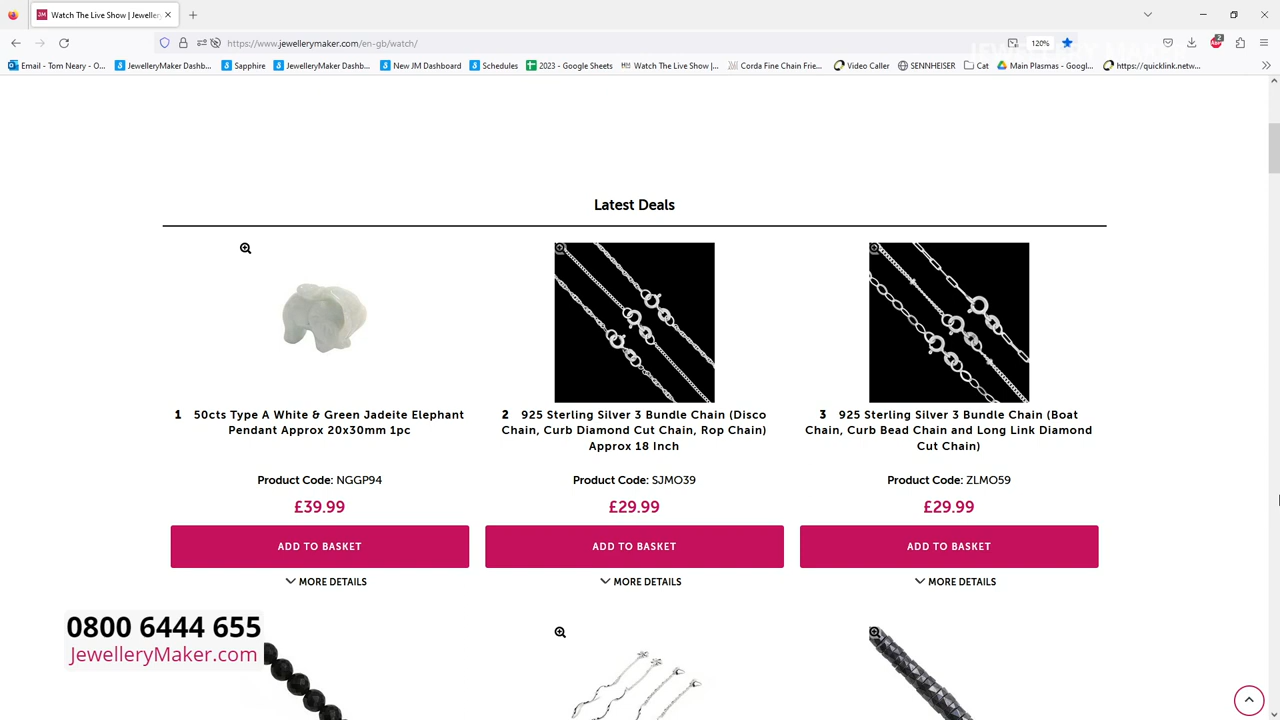 Watch The Live Show | Jeweller
https://www.jewellerymaker.com/en-gb/watch/
120%
2
JEWELLERY MAKER
Email - Tom Neary - O...
JewelleryMaker Dashb...
Sapphire
JewelleryMaker Dashb...
New JM Dashboard
Schedules
2023 - Google Sheets
Watch The Live Show |...
Corda Fine Chain Frie...
Video Caller
SENNHEISER
Cat
Main Plasmas - Googl...
https://quicklink.netw...
Latest Deals
1 50cts Type A White & Green Jadeite Elephant
Pendant Approx 20x30mm 1pc
Product Code: NGGP94
£39.99
ADD TO BASKET
MORE DETAILS
2 925 Sterling Silver 3 Bundle Chain (Disco
Chain, Curb Diamond Cut Chain, Rop Chain)
Approx 18 Inch
Product Code: SJMO39
£29.99
ADD TO BASKET
MORE DETAILS
3 925 Sterling Silver 3 Bundle Chain (Boat
Chain, Curb Bead Chain and Long Link Diamond
Cut Chain)
Product Code: ZLMO59
£29.99
ADD TO BASKET
MORE DETAILS
0800 6444 655
JewelleryMaker.com